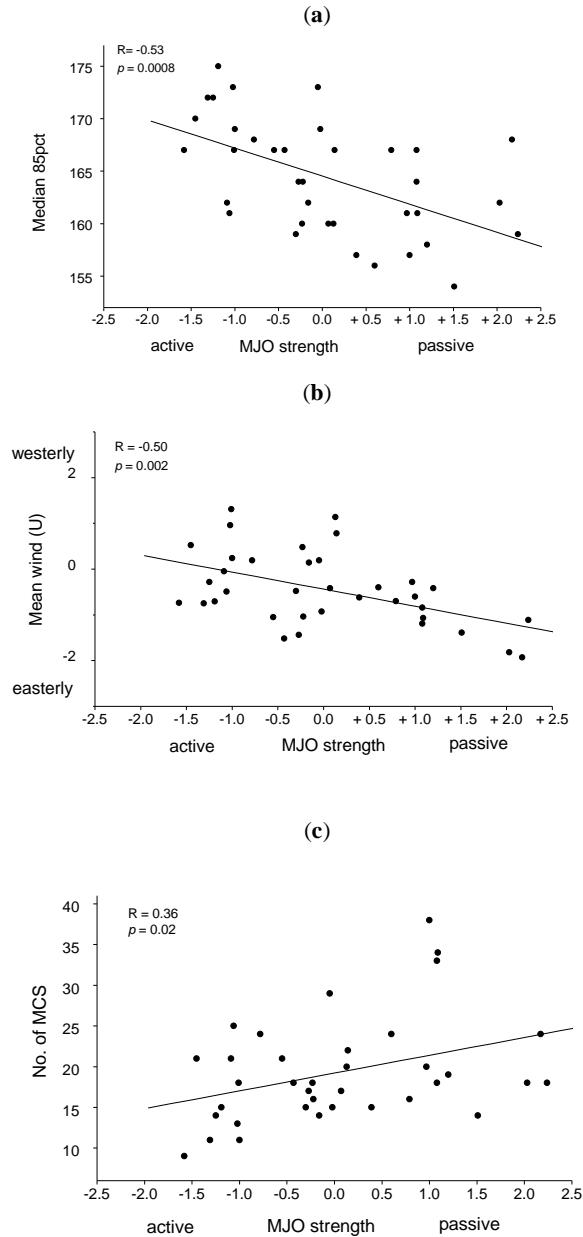 (a)
R= -0.53
p = 0.0008
Median 85pct
175
170
165
160
155
-2.5 -2.0 -1.5 -1.0 -0.5 0.0 + 0.5 + 1.0 + 1.5 + 2.0 + 2.5
active MJO strength passive
(b)
R = -0.50
p = 0.002
westerly
Mean wind (U)
2
0
-2
easterly
-2.5 -2.0 -1.5 -1.0 -0.5 0.0 + 0.5 + 1.0 + 1.5 + 2.0 + 2.5
active MJO strength passive
(c)
R = 0.36
p = 0.02
No. of MCS
40
30
20
15
10
-2.5 -2.0 -1.5 -1.0 -0.5 0.0 0.5 1.0 1.5 2.0 2.5
active MJO strength passive